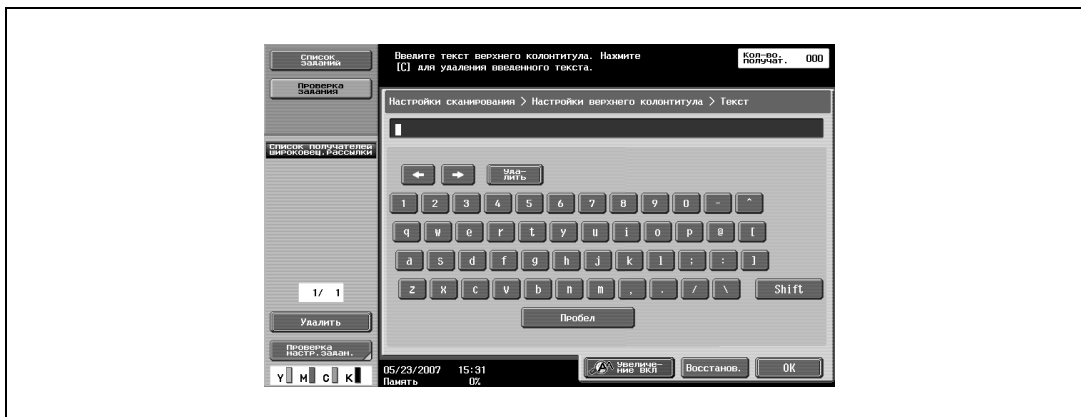 Список
заданий
Введите текст верхнего колонтитула. Нажмите
[C] для удаления введенного текста.
Кол-во.
получат. 000
Проверка
задания
Настройки сканирования > Настройки верхнего колонтитула > Текст
Список получателей
широковещ.Рассылки
← → Уда-
лить
1 2 3 4 5 6 7 8 9 0 - ^
q w e r t y u i o p @ [
a s d f g h j k l ; : ]
z x c v b n m , . / \ Shift
1/ 1
Пробел
Удалить
Проверка
настр.задан.
Y M C K
05/23/2007 15:31
Память 0%
Увеличе-
ние ВКЛ
Восстанов.
OK